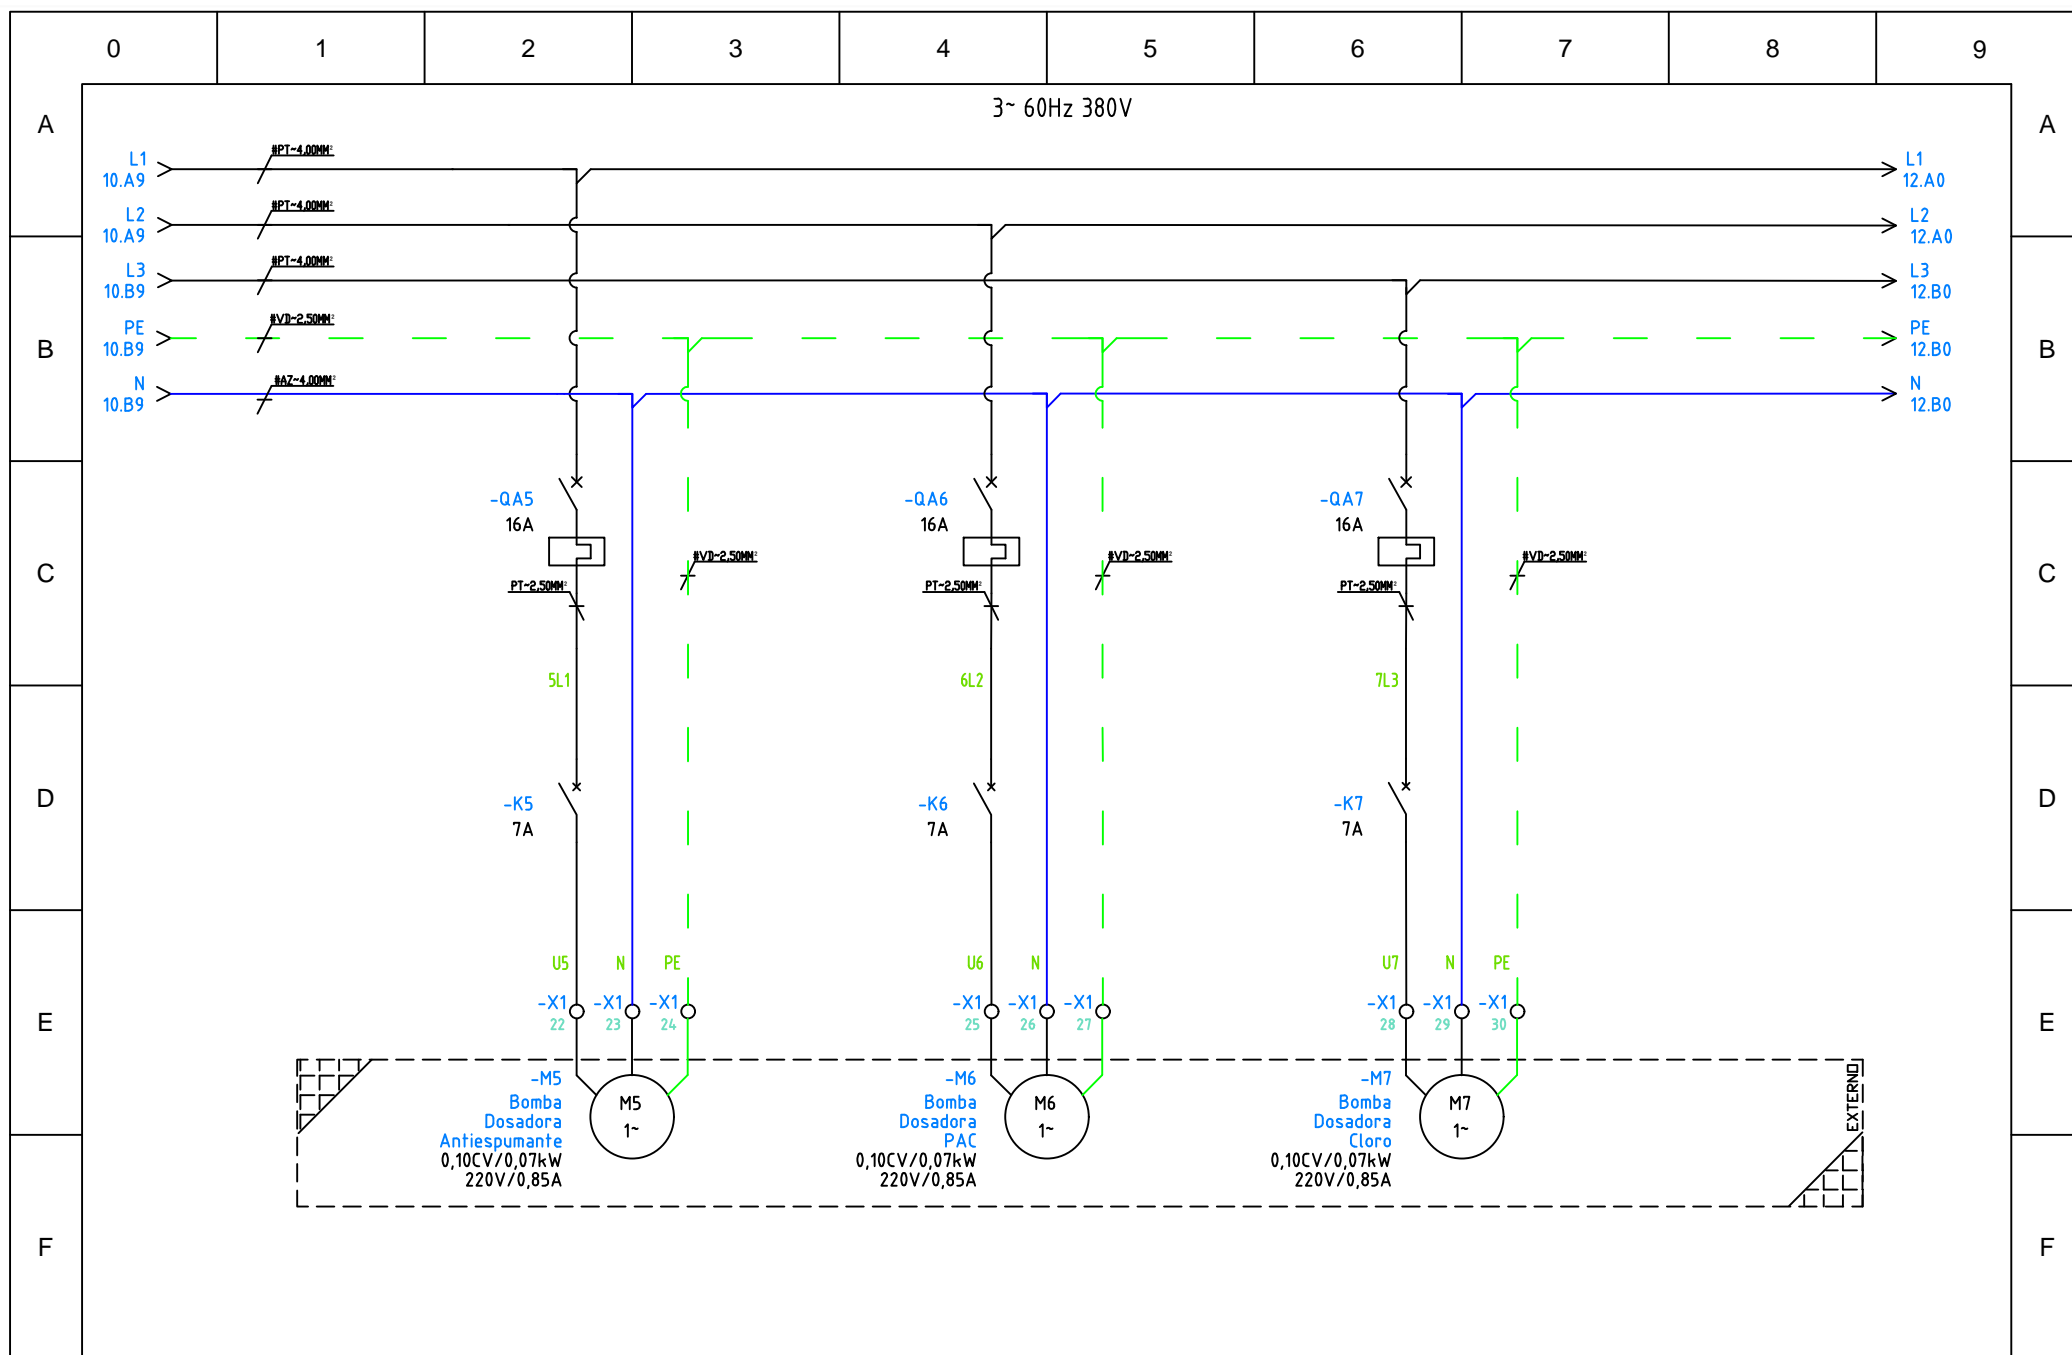 0 1 2 3 4 5 6 7 8 9
3~ 60Hz 380V
A A
L1
10.A9
#PT~4,00MM²
L1
12.A0
L2
10.A9
#PT~4,00MM²
L2
12.A0
L3
10.B9
#PT~4,00MM²
L3
12.B0
PE
10.B9
#VD~2,50MM²
PE
12.B0
B B
N
10.B9
#AZ~4,00MM²
N
12.B0
-QA5
16A
-QA6
16A
-QA7
16A
#VD~2,50MM²
#VD~2,50MM²
#VD~2,50MM²
C C
PT~2,50MM²
PT~2,50MM²
PT~2,50MM²
5L1
6L2
7L3
D D
-K5
7A
-K6
7A
-K7
7A
U5 N PE
U6 N
U7 N PE
E E
-X1
22
-X1
23
-X1
24
-X1
25
-X1
26
-X1
27
-X1
28
-X1
29
-X1
30
-M5
Bomba
Dosadora
Antiespumante
0,10CV/0,07kW
220V/0,85A
M5
1~
-M6
Bomba
Dosadora
PAC
0,10CV/0,07kW
220V/0,85A
M6
1~
-M7
Bomba
Dosadora
Cloro
0,10CV/0,07kW
220V/0,85A
M7
1~
EXTERNO
F F